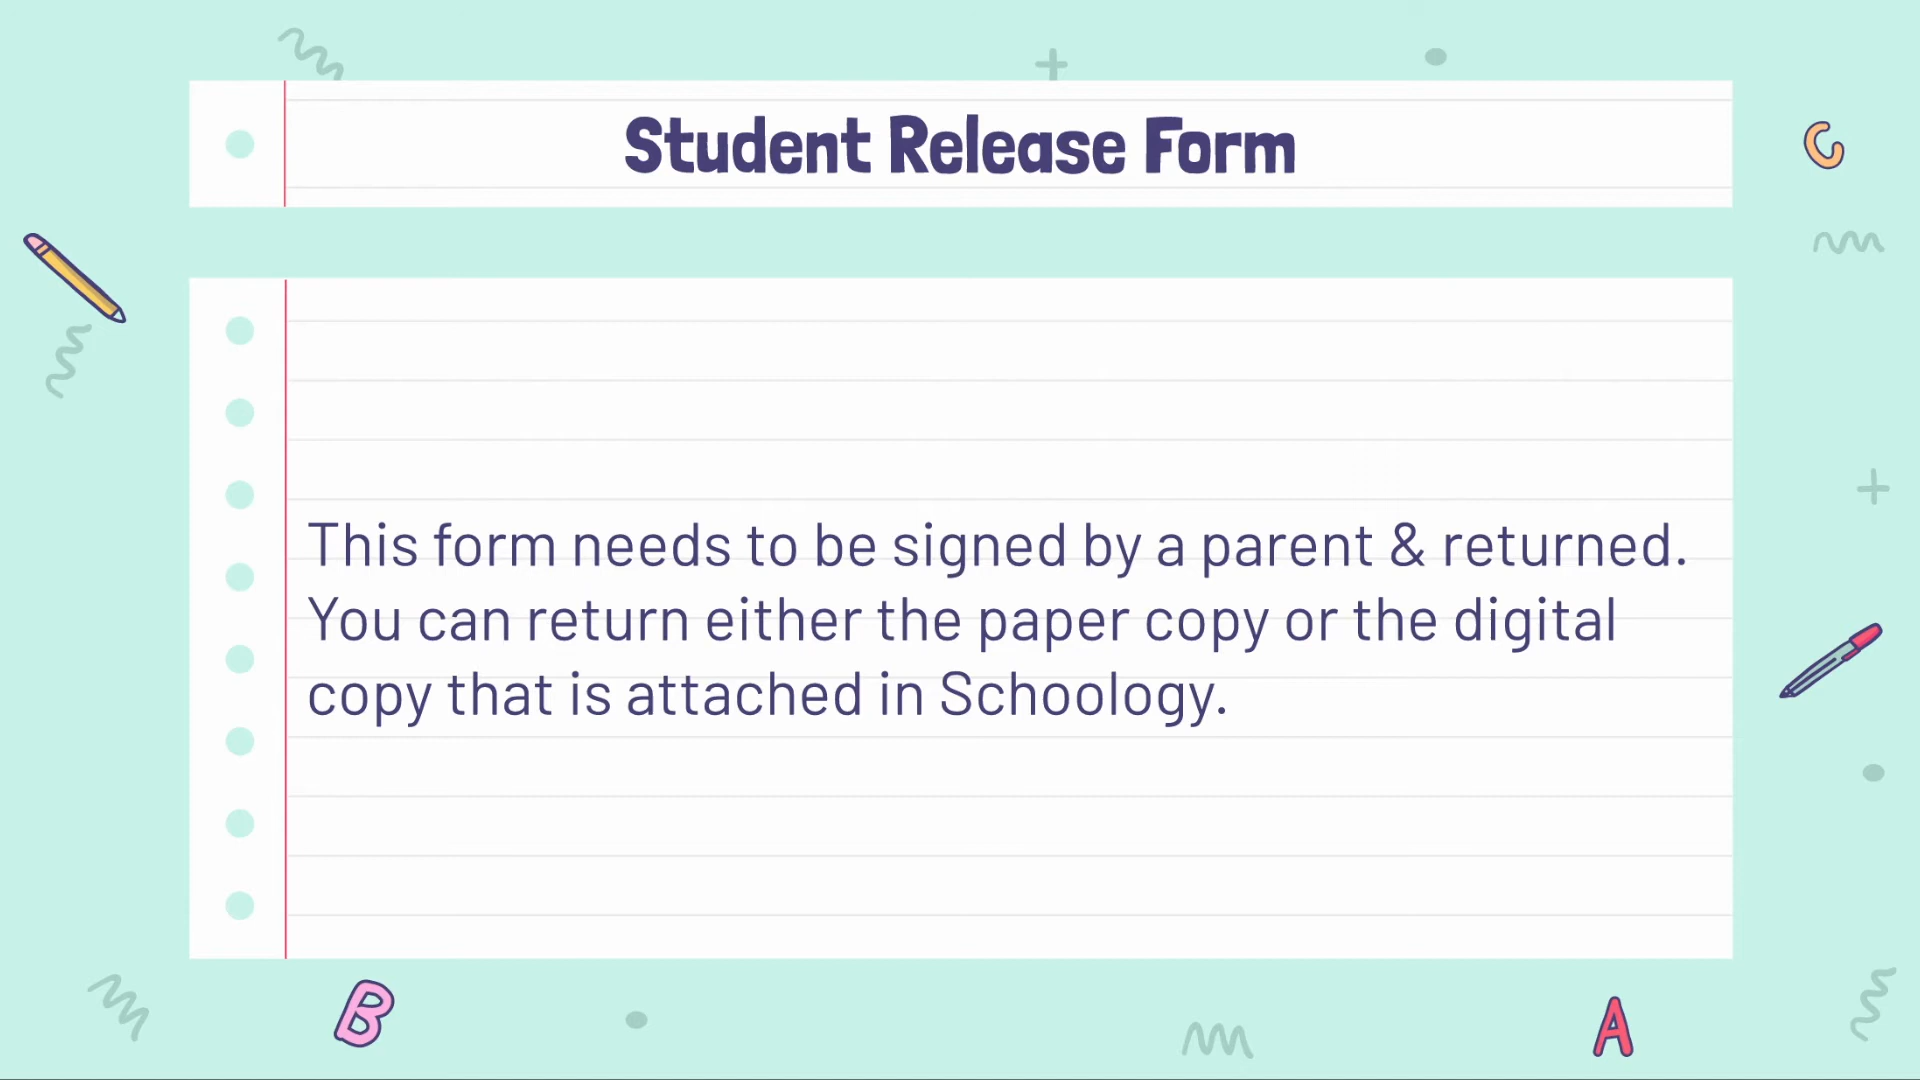 Student Release Form
This form needs to be signed by a parent & returned.
You can return either the paper copy or the digital
copy that is attached in Schoology.
C
B
A